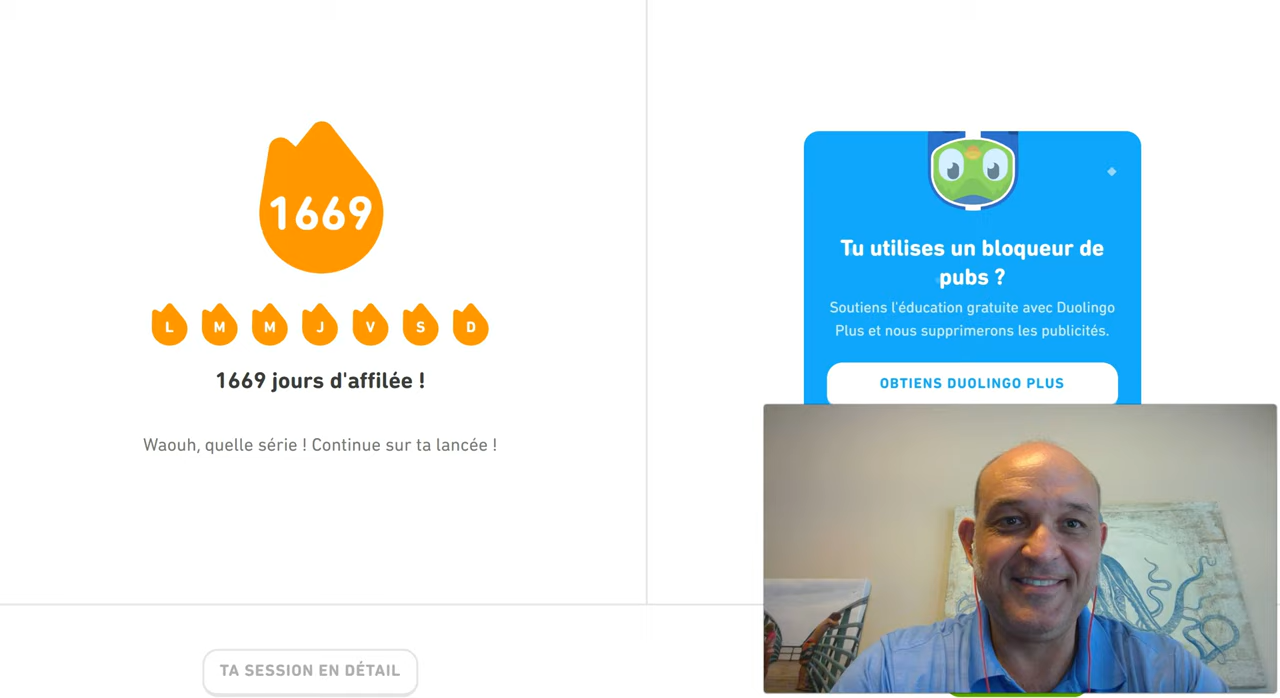 1669
L M M J V S D
1669 jours d'affilée !
Waouh, quelle série ! Continue sur ta lancée !
TA SESSION EN DÉTAIL
Tu utilises un bloqueur de
pubs ?
Soutiens l'éducation gratuite avec Duolingo
Plus et nous supprimerons les publicités.
OBTIENS DUOLINGO PLUS